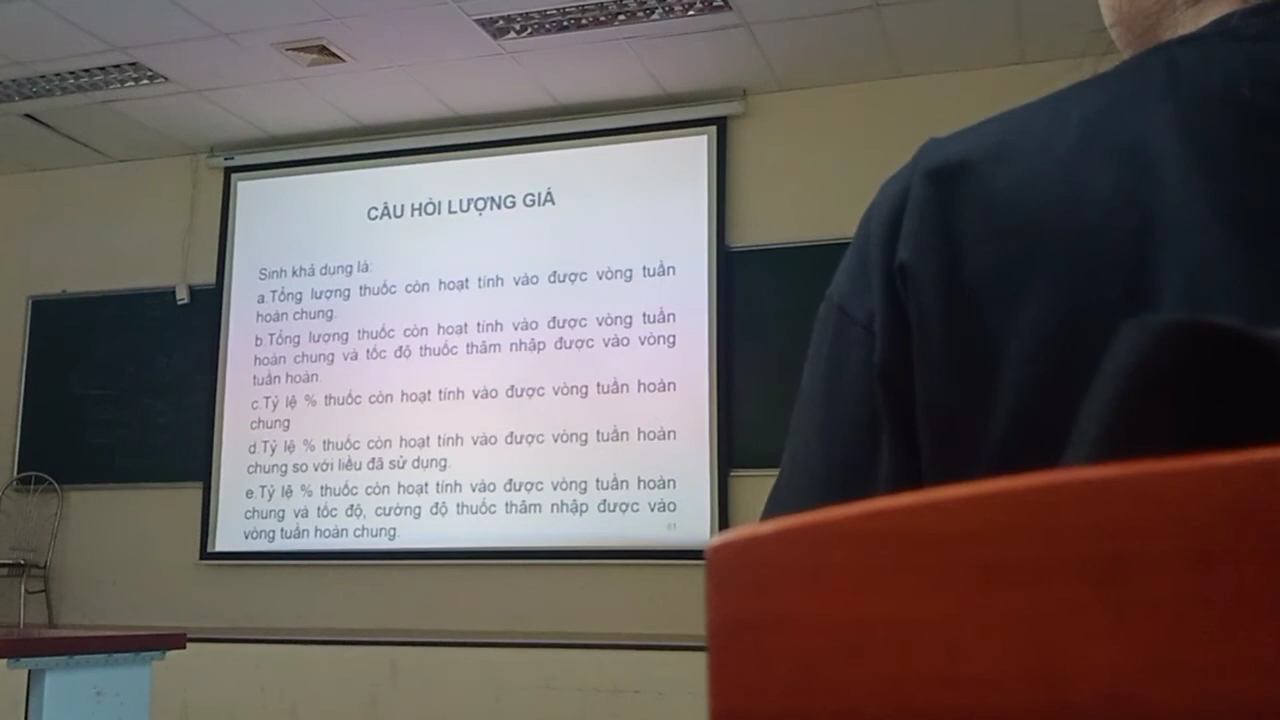 CÂU HỎI LƯỢNG GIÁ
Sinh khả dụng là:
a.Tổng lượng thuốc còn hoạt tính vào được vòng tuần
hoàn chung.
b.Tổng lượng thuốc còn hoạt tính vào được vòng tuần
hoàn chung và tốc độ thuốc thâm nhập được vào vòng
tuần hoàn.
c.Tỷ lệ % thuốc còn hoạt tính vào được vòng tuần hoàn
chung
d.Tỷ lệ % thuốc còn hoạt tính vào được vòng tuần hoàn
chung so với liều đã sử dụng.
e.Tỷ lệ % thuốc còn hoạt tính vào được vòng tuần hoàn
chung và tốc độ, cường độ thuốc thâm nhập được vào
vòng tuần hoàn chung.